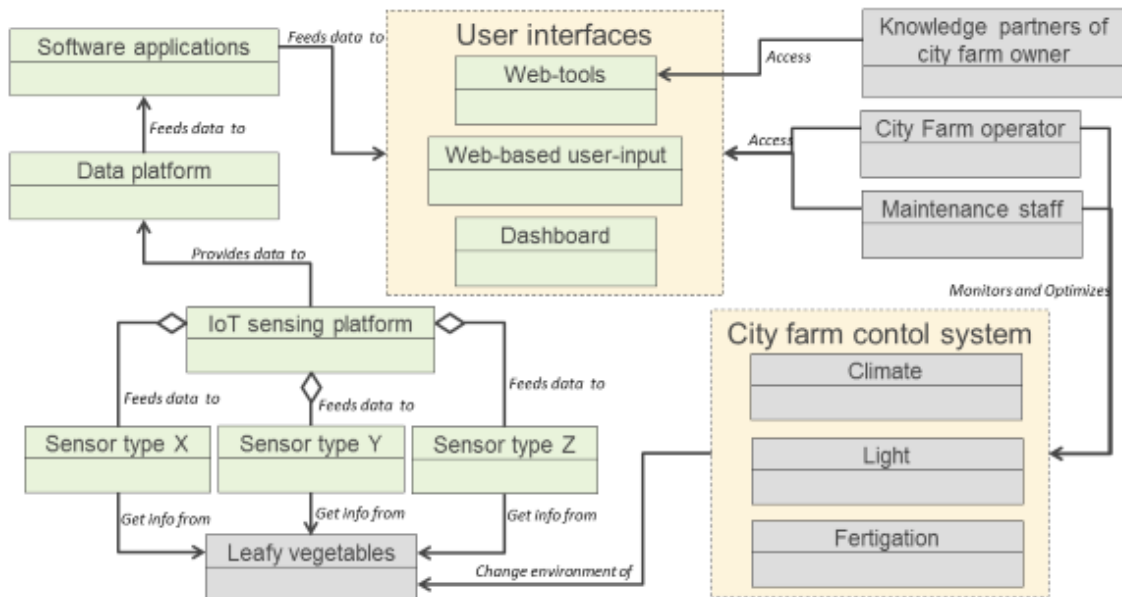 Software applications
Feeds data to
User interfaces
Knowledge partners of
city farm owner
Web-tools
Access
Feeds data to
City Farm operator
Access
Web-based user-input
Data platform
Maintenance staff
Dashboard
Provides data to
Monitors and Optimizes
IoT sensing platform
City farm contol system
Climate
Feeds data to
Feeds data to
Feeds data to
Sensor type X
Sensor type Y
Sensor type Z
Light
Get info from
Get info from
Get info from
Fertigation
Leafy vegetables
Change environment of